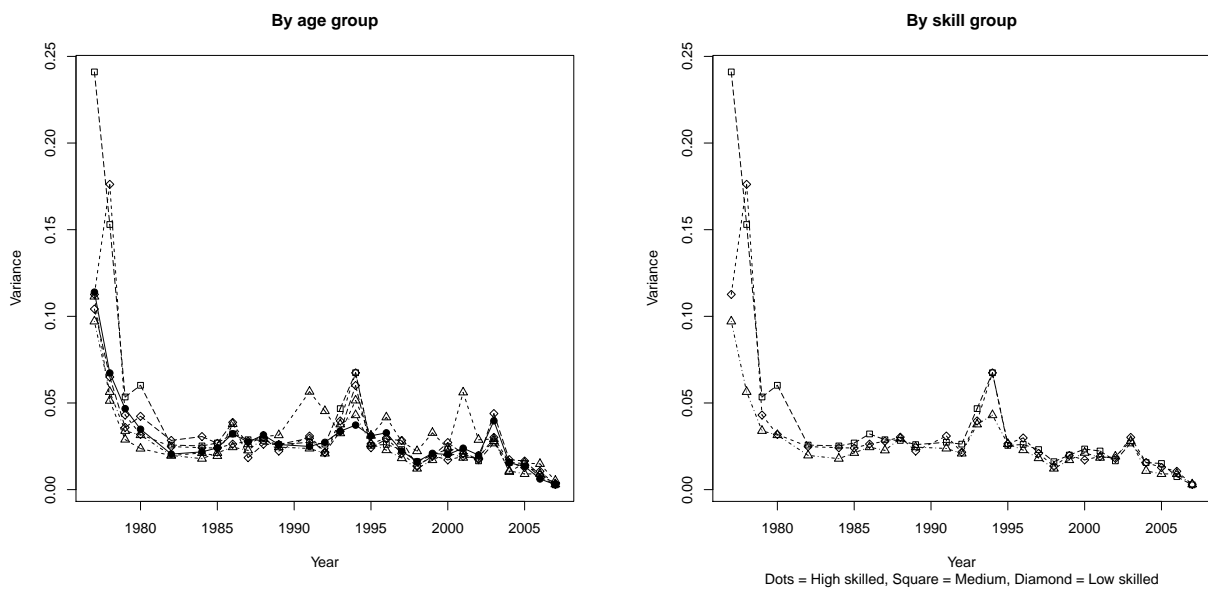 By age group
0.25
0.20
0.15
0.10
0.05
0.00
Variance
1980 1985 1990 1995 2000 2005
Year
By skill group
0.25
0.20
0.15
0.10
0.05
0.00
Variance
1980 1985 1990 1995 2000 2005
Year
Dots = High skilled, Square = Medium, Diamond = Low skilled